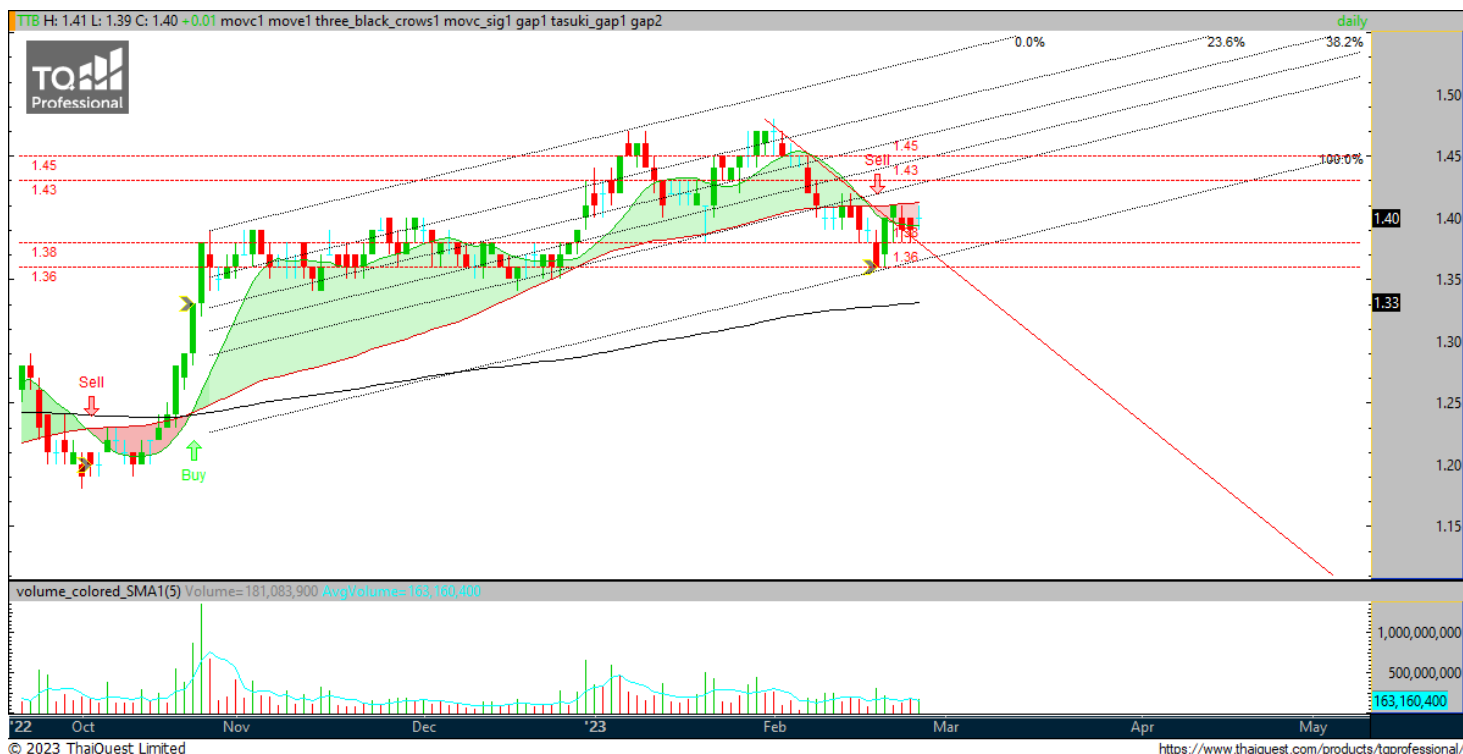 TTB H: 1.41 L: 1.39 C: 1.40 +0.01 movc1 move1 three_black_crows1 movc_sig1 gap1 tasuki_gap1 gap2 daily
TQ
Professional
0.0% 23.6% 38.2%
100.0%
1.50
1.45
1.40
1.35
1.33
1.30
1.25
1.20
1.15
1.45
1.43
1.38
1.36
Sell
1.45
1.43
1.36
Sell
Buy
volume_colored_SMA1(5) Volume=181,083,900 AvgVolume=163,160,400
1,000,000,000
500,000,000
163,160,400
'22 Oct Nov Dec '23 Feb Mar Apr May
© 2023 ThaiQuest Limited https://www.thaiquest.com/products/tqprofessional/